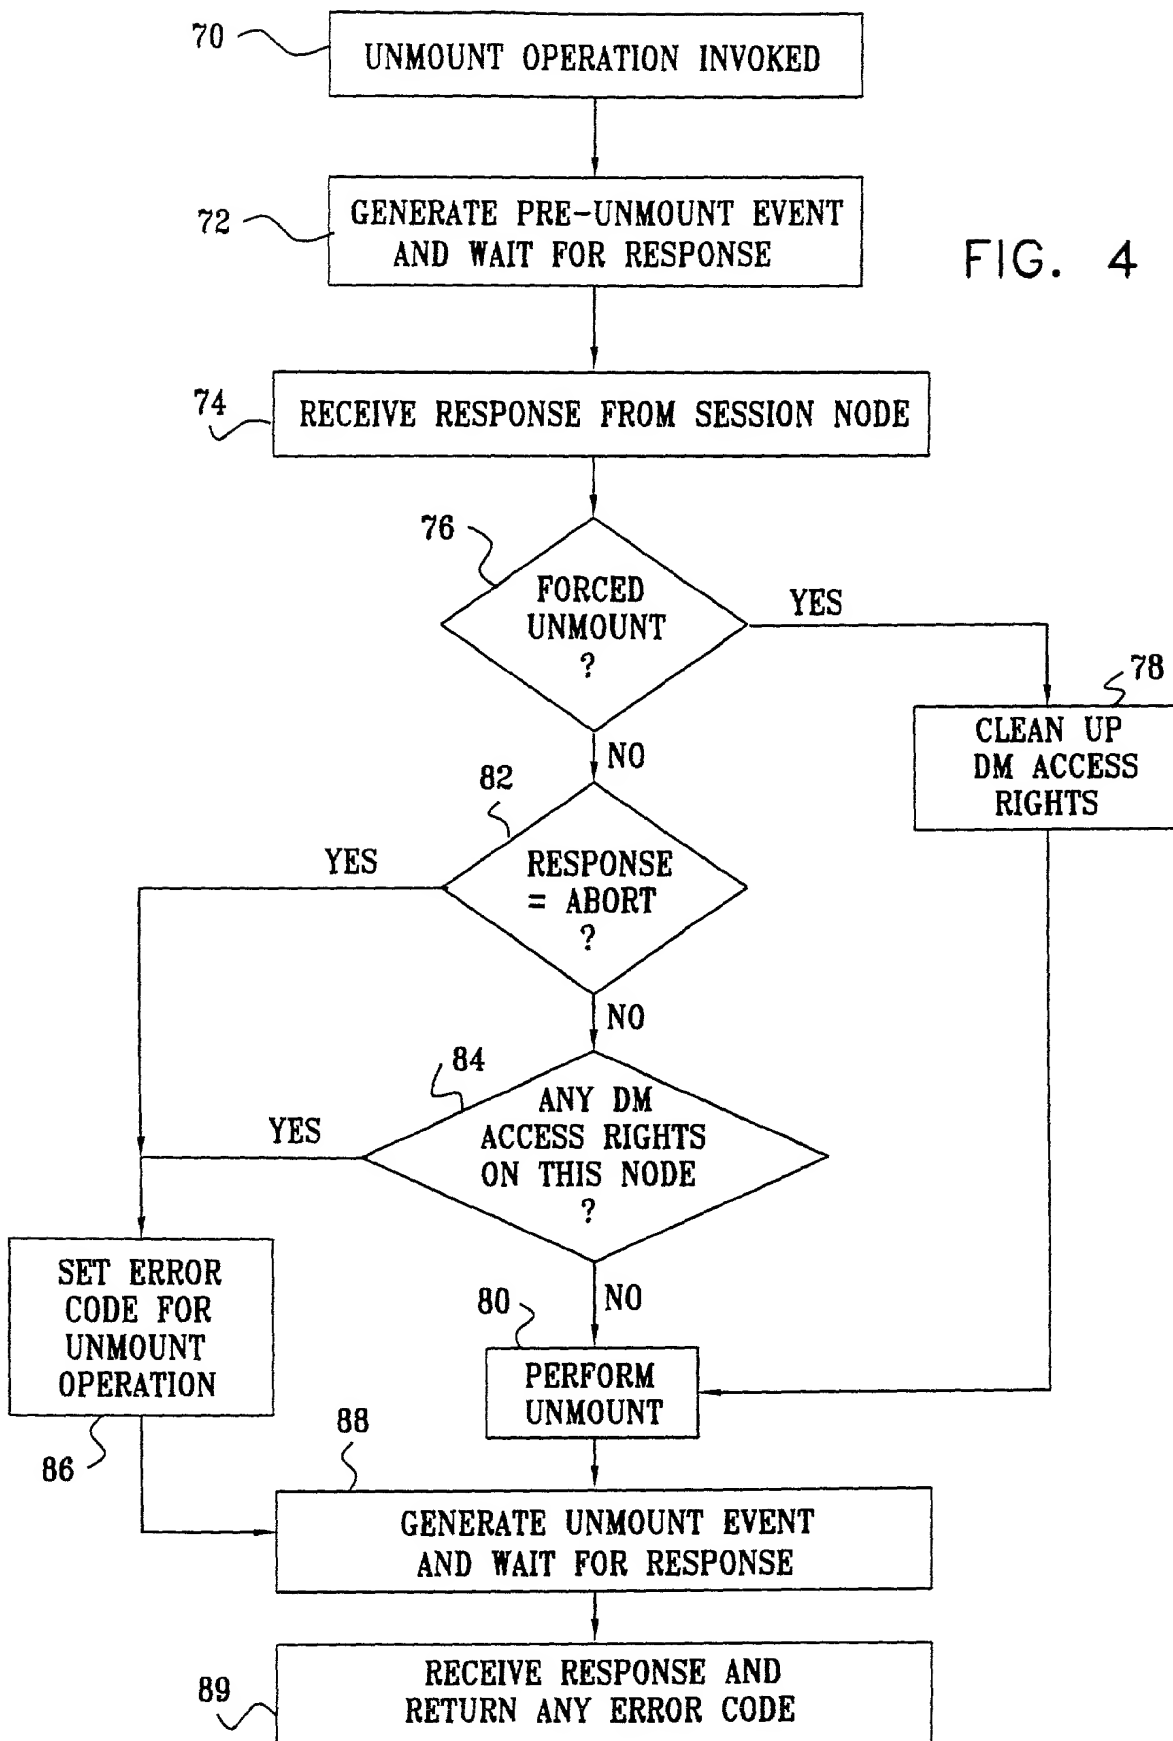 70
UNMOUNT OPERATION INVOKED
72
GENERATE PRE-UNMOUNT EVENT
AND WAIT FOR RESPONSE
FIG. 4
74
RECEIVE RESPONSE FROM SESSION NODE
76
FORCED
UNMOUNT
?
YES
NO
78
CLEAN UP
DM ACCESS
RIGHTS
82
RESPONSE
= ABORT
?
YES
NO
84
ANY DM
ACCESS RIGHTS
ON THIS NODE
?
YES
NO
SET ERROR
CODE FOR
UNMOUNT
OPERATION
86
80
PERFORM
UNMOUNT
88
GENERATE UNMOUNT EVENT
AND WAIT FOR RESPONSE
89
RECEIVE RESPONSE AND
RETURN ANY ERROR CODE